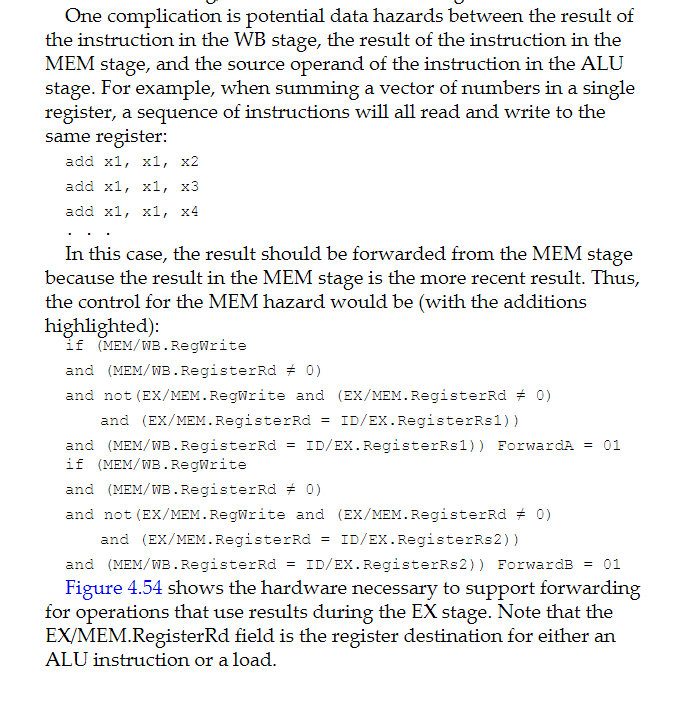 One complication is potential data hazards between the result of
the instruction in the WB stage, the result of the instruction in the
MEM stage, and the source operand of the instruction in the ALU
stage. For example, when summing a vector of numbers in a single
register, a sequence of instructions will all read and write to the
same register:
add x1, x1, x2
add x1, x1, x3
add x1, x1, x4
. . .
In this case, the result should be forwarded from the MEM stage
because the result in the MEM stage is the more recent result. Thus,
the control for the MEM hazard would be (with the additions
highlighted):
if (MEM/WB.RegWrite
and (MEM/WB.RegisterRd ≠ 0)
and not(EX/MEM.RegWrite and (EX/MEM.RegisterRd ≠ 0)
and (EX/MEM.RegisterRd = ID/EX.RegisterRs1))
and (MEM/WB.RegisterRd = ID/EX.RegisterRs1)) ForwardA = 01
if (MEM/WB.RegWrite
and (MEM/WB.RegisterRd ≠ 0)
and not(EX/MEM.RegWrite and (EX/MEM.RegisterRd ≠ 0)
and (EX/MEM.RegisterRd = ID/EX.RegisterRs2))
and (MEM/WB.RegisterRd = ID/EX.RegisterRs2)) ForwardB = 01
Figure 4.54 shows the hardware necessary to support forwarding
for operations that use results during the EX stage. Note that the
EX/MEM.RegisterRd field is the register destination for either an
ALU instruction or a load.